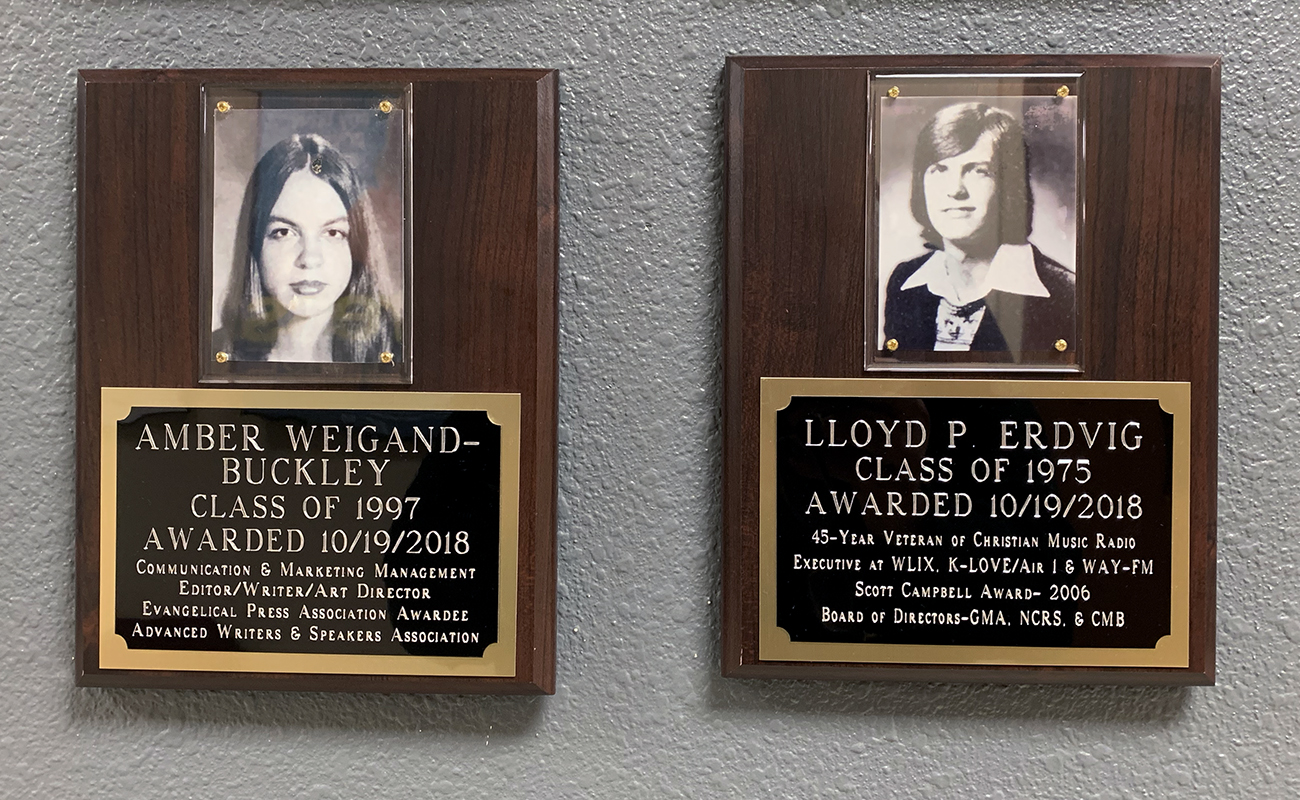 AMBER WEIGAND-
BUCKLEY
CLASS OF 1997
AWARDED 10/19/2018
COMMUNICATION & MARKETING MANAGEMENT
EDITOR/WRITER/ART DIRECTOR
EVANGELICAL PRESS ASSOCIATION AWARDEE
ADVANCED WRITERS & SPEAKERS ASSOCIATION
LLOYD P. ERDVIG
CLASS OF 1975
AWARDED 10/19/2018
45-YEAR VETERAN OF CHRISTIAN MUSIC RADIO
EXECUTIVE AT WLIX, K-LOVE/AIR 1 & WAY-FM
SCOTT CAMPBELL AWARD- 2006
BOARD OF DIRECTORS-GMA, NCRS, & CMB